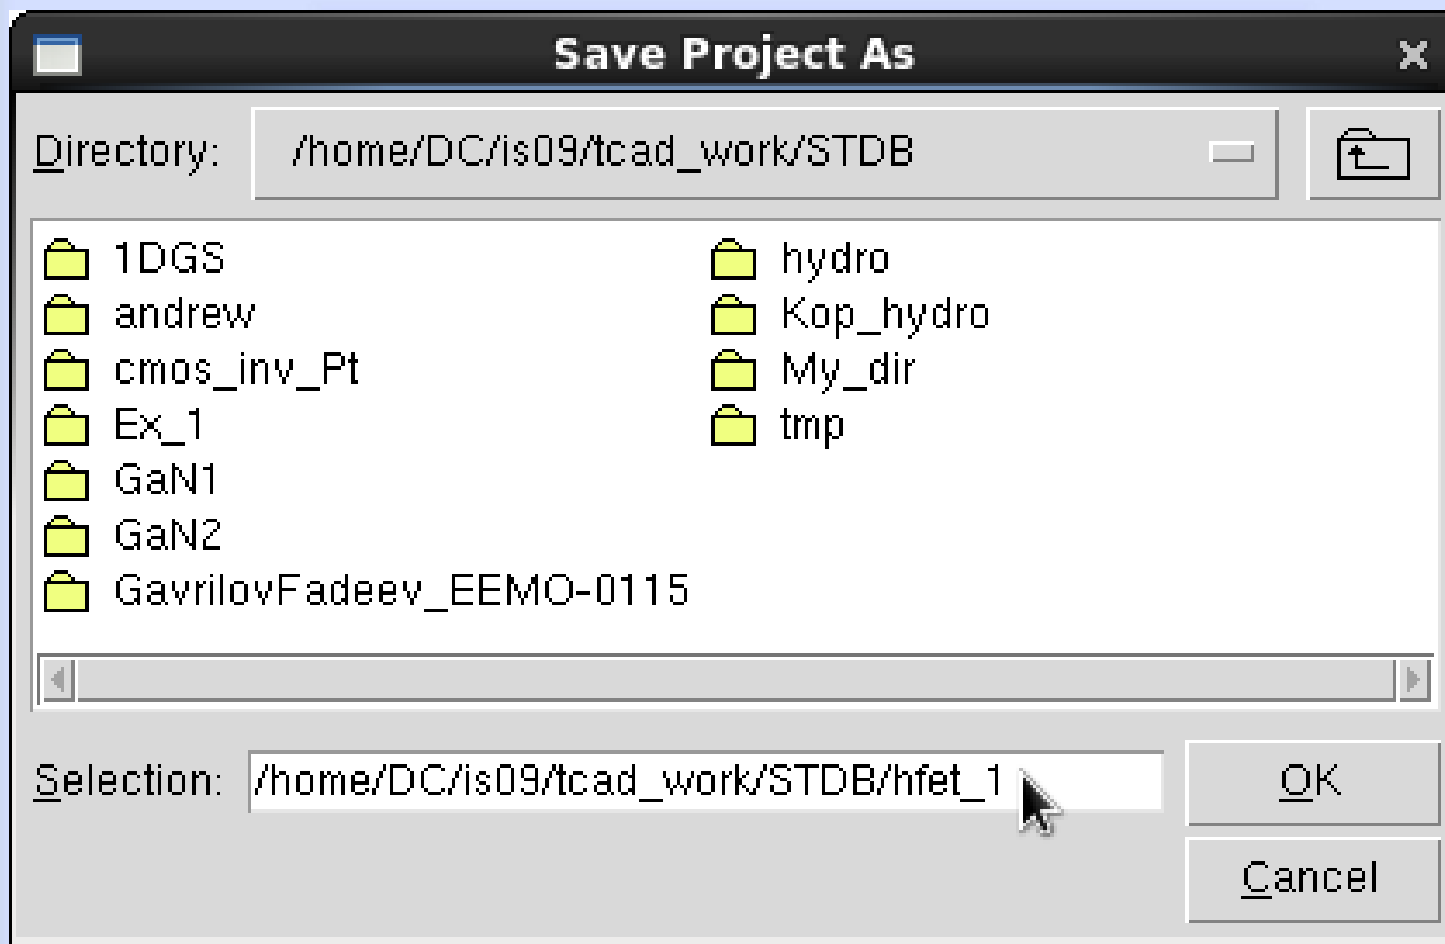 Save Project As
Directory: /home/DC/is09/tcad_work/STDB
1DGS
andrew
cmos_inv_Pt
Ex_1
GaN1
GaN2
GavrilovFadeev_EEMO-0115
hydro
Kop_hydro
My_dir
tmp
Selection: /home/DC/is09/tcad_work/STDB/hfet_1
OK
Cancel